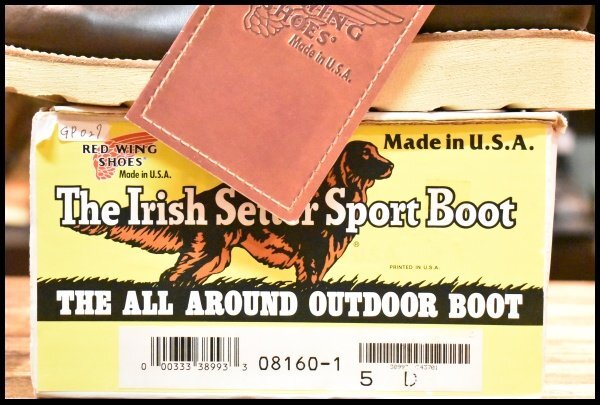 WING
SHOES®
Made in U.S.A.
GP027
RED WING
SHOES®
Made in U.S.A.
Made in U.S.A.
The Irish Setter Sport Boot
®
PRINTED IN U.S.A.
THE ALL AROUND OUTDOOR BOOT
0 00333 38993 3
08160-1
5 D